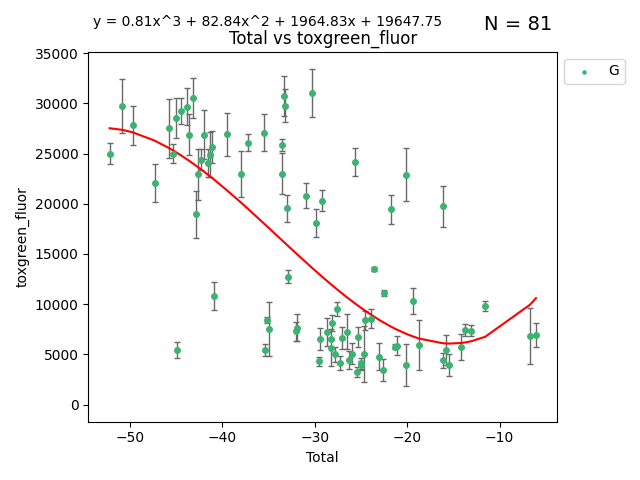 y = 0.81x^3 + 82.84x^2 + 1964.83x + 19647.75
N = 81
Total vs toxgreen_fluor
G
35000
30000
25000
20000
15000
10000
5000
0
toxgreen_fluor
−50 −40 −30 −20 −10
Total